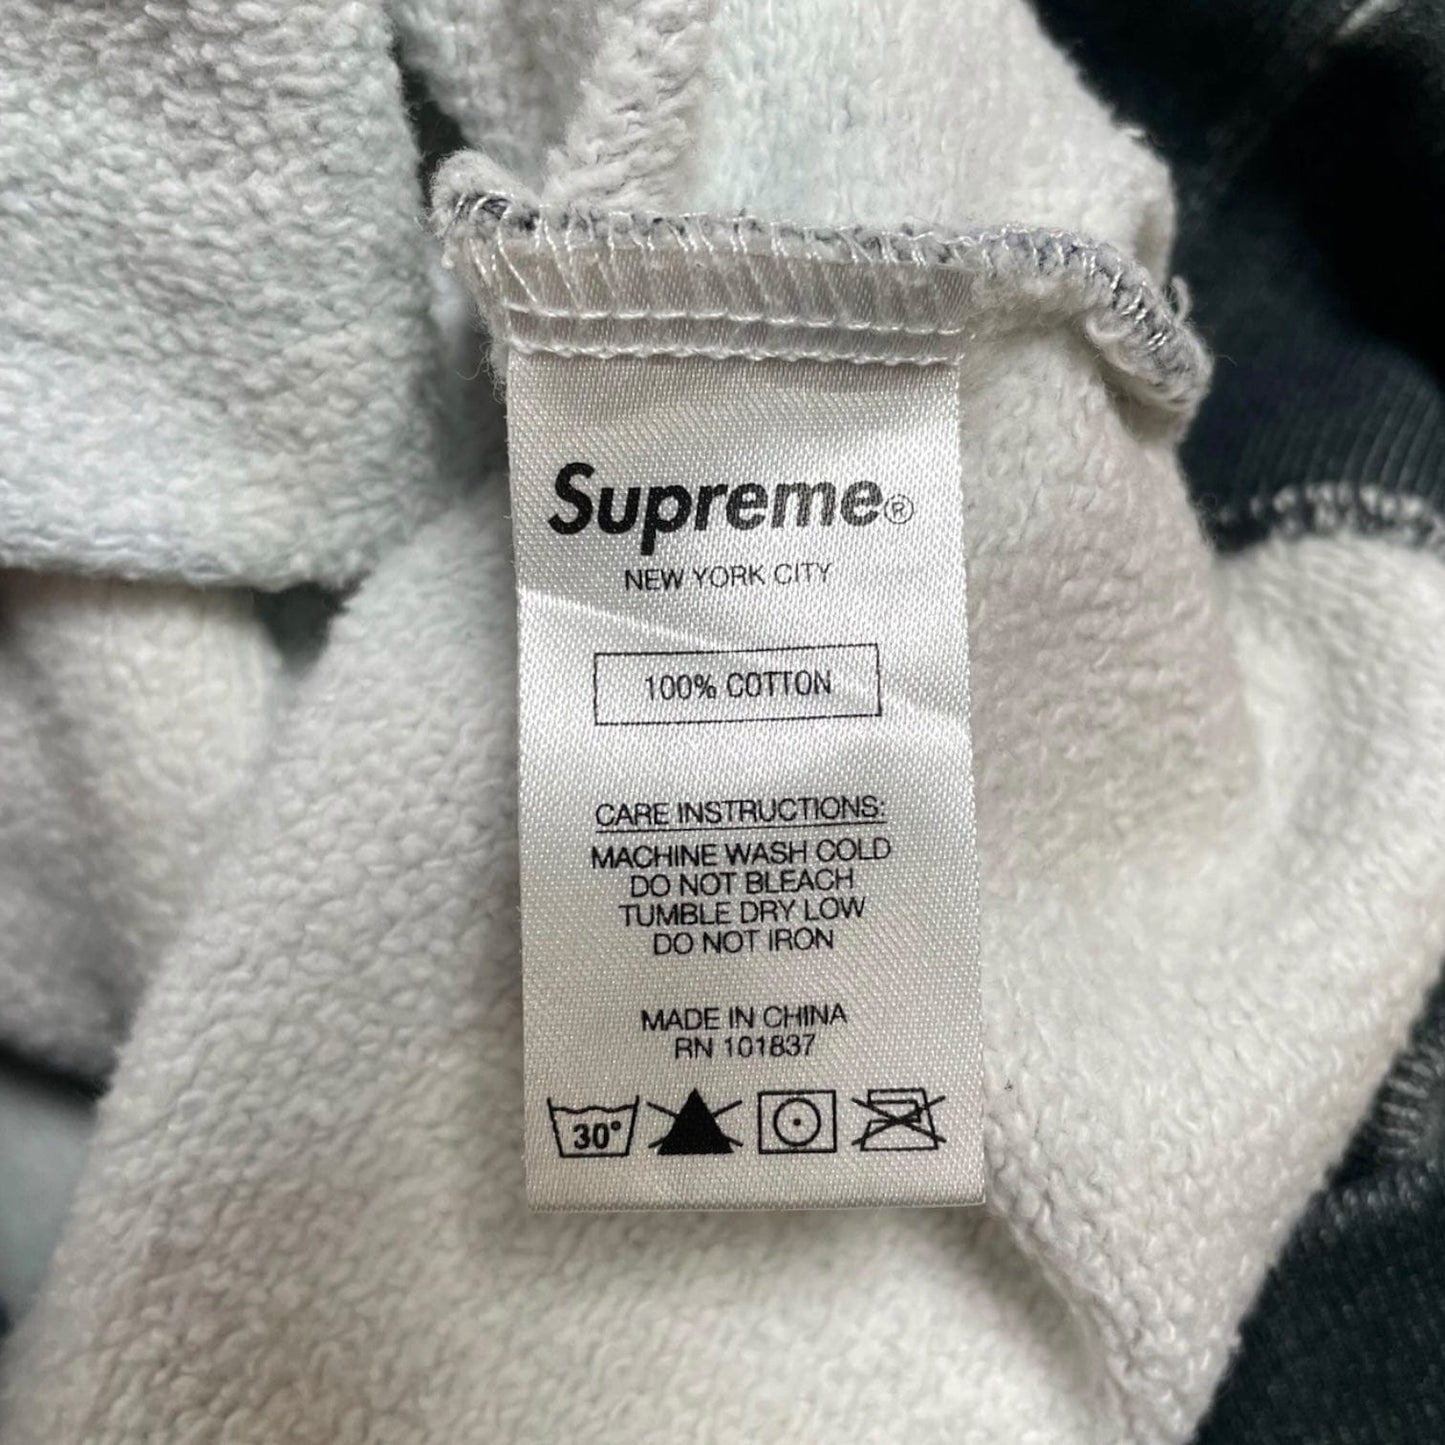 Supreme®
NEW YORK CITY
100% COTTON
CARE INSTRUCTIONS:
MACHINE WASH COLD
DO NOT BLEACH
TUMBLE DRY LOW
DO NOT IRON
MADE IN CHINA
RN 101837
30°